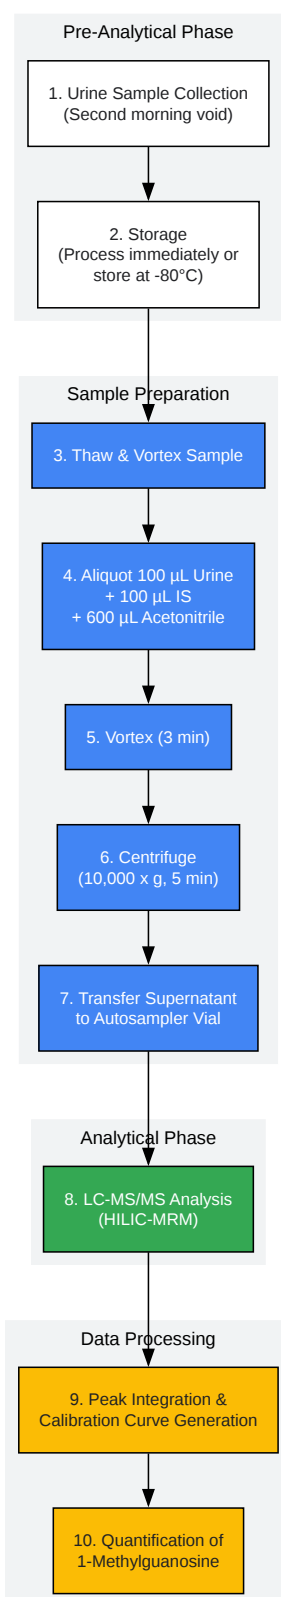 Pre-Analytical Phase
1. Urine Sample Collection
(Second morning void)
2. Storage
(Process immediately or
store at -80°C)
Sample Preparation
3. Thaw & Vortex Sample
4. Aliquot 100 µL Urine
+ 100 µL IS
+ 600 µL Acetonitrile
5. Vortex (3 min)
6. Centrifuge
(10,000 x g, 5 min)
7. Transfer Supernatant
to Autosampler Vial
Analytical Phase
8. LC-MS/MS Analysis
(HILIC-MRM)
Data Processing
9. Peak Integration &
Calibration Curve Generation
10. Quantification of
1-Methylguanosine